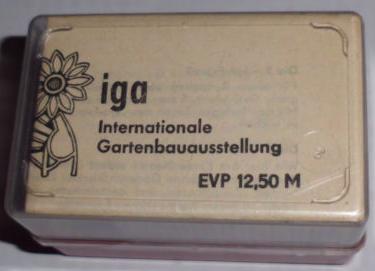 iga
Internationale
Gartenbauausstellung
EVP 12,50 M